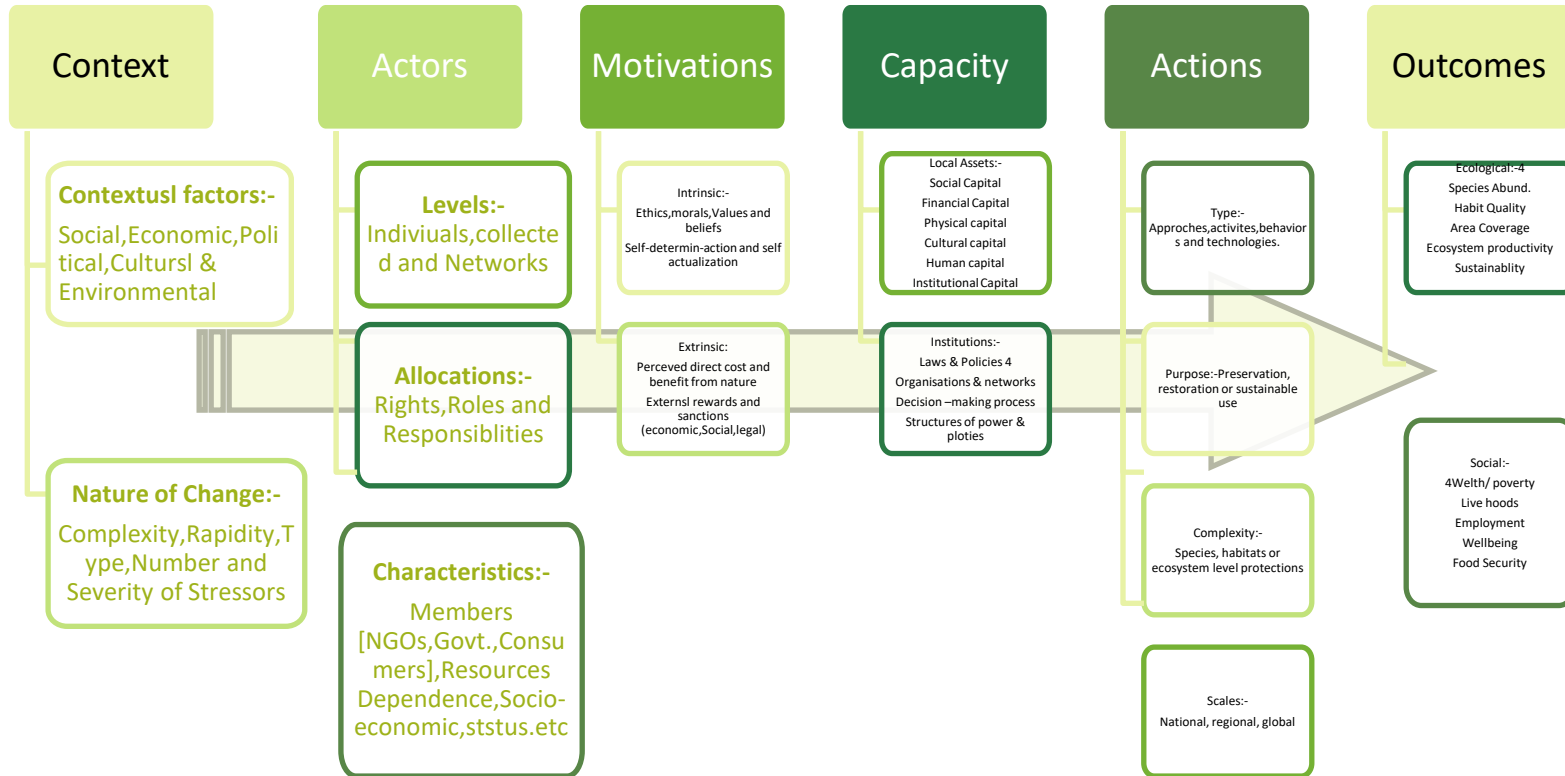 Context
Actors
Motivations
Capacity
Actions
Outcomes
Contextusl factors:-
Social,Economic,Poli
tical,Cultursl &
Environmental
Nature of Change:-
Complexity,Rapidity,T
ype,Number and
Severity of Stressors
Levels:-
Indiviuals,collecte
d and Networks
Allocations:-
Rights,Roles and
Responsiblities
Characteristics:-
Members
[NGOs,Govt.,Consu
mers],Resources
Dependence,Socio-
economic,ststus.etc
Intrinsic:-
Ethics,morals,Values and
beliefs
Self-determin-action and self
actualization
Extrinsic:
Perceved direct cost and
benefit from nature
Externsl rewards and
sanctions
(economic,Social,legal)
Local Assets:-
Social Capital
Financial Capital
Physical capital
Cultural capital
Human capital
Institutional Capital
Institutions:-
Laws & Policies 4
Organisations & networks
Decision –making process
Structures of power &
ploties
Type:-
Approches,activites,behavior
s and technologies.
Purpose:-Preservation,
restoration or sustainable
use
Complexity:-
Species, habitats or
ecosystem level protections
Scales:-
National, regional, global
Ecological:-4
Species Abund.
Habit Quality
Area Coverage
Ecosystem productivity
Sustainablity
Social:-
4Welth/ poverty
Live hoods
Employment
Wellbeing
Food Security